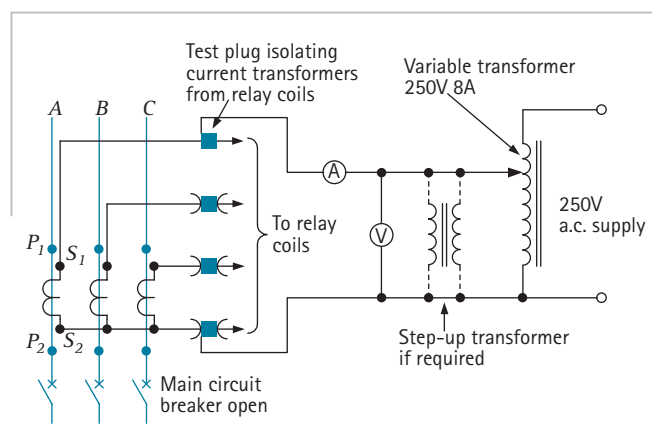 Test plug isolating
current transformers
from relay coils
Variable transformer
250V 8A
A B C
A
250V
a.c. supply
V
To relay
coils
P1 S1
P2 S2
Step-up transformer
if required
Main circuit
breaker open